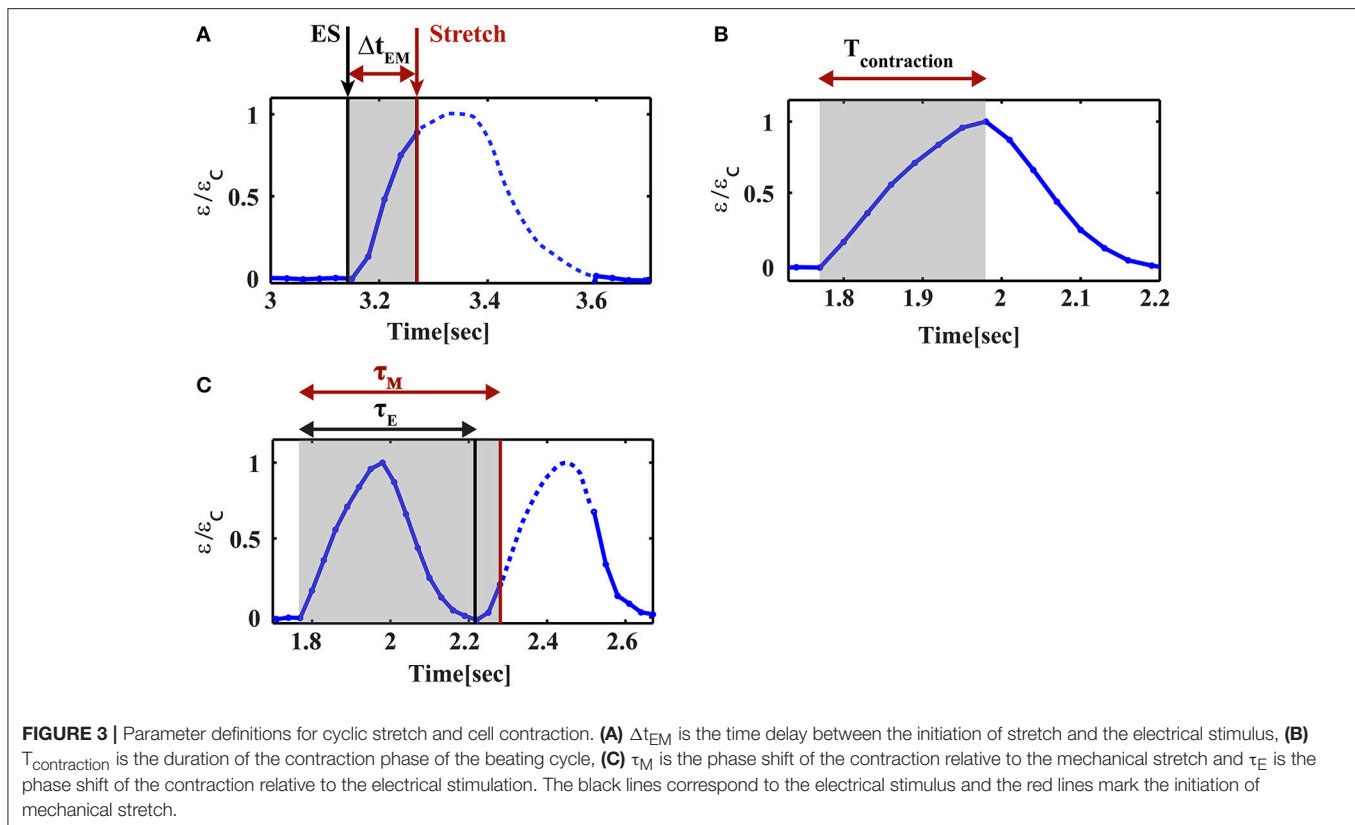 A
ES
Δt_EM
Stretch
ε/ε_C
1
0.5
0
3
3.2
3.4
3.6
Time[sec]
B
T_contraction
ε/ε_C
1
0.5
0
1.8
1.9
2
2.1
2.2
Time[sec]
C
τ_M
τ_E
ε/ε_C
1
0.5
0
1.8
2
2.2
2.4
2.6
Time[sec]
FIGURE 3 | Parameter definitions for cyclic stretch and cell contraction. (A) Δt_EM is the time delay between the initiation of stretch and the electrical stimulus, (B)
T_contraction is the duration of the contraction phase of the beating cycle, (C) τ_M is the phase shift of the contraction relative to the mechanical stretch and τ_E is the
phase shift of the contraction relative to the electrical stimulation. The black lines correspond to the electrical stimulus and the red lines mark the initiation of
mechanical stretch.